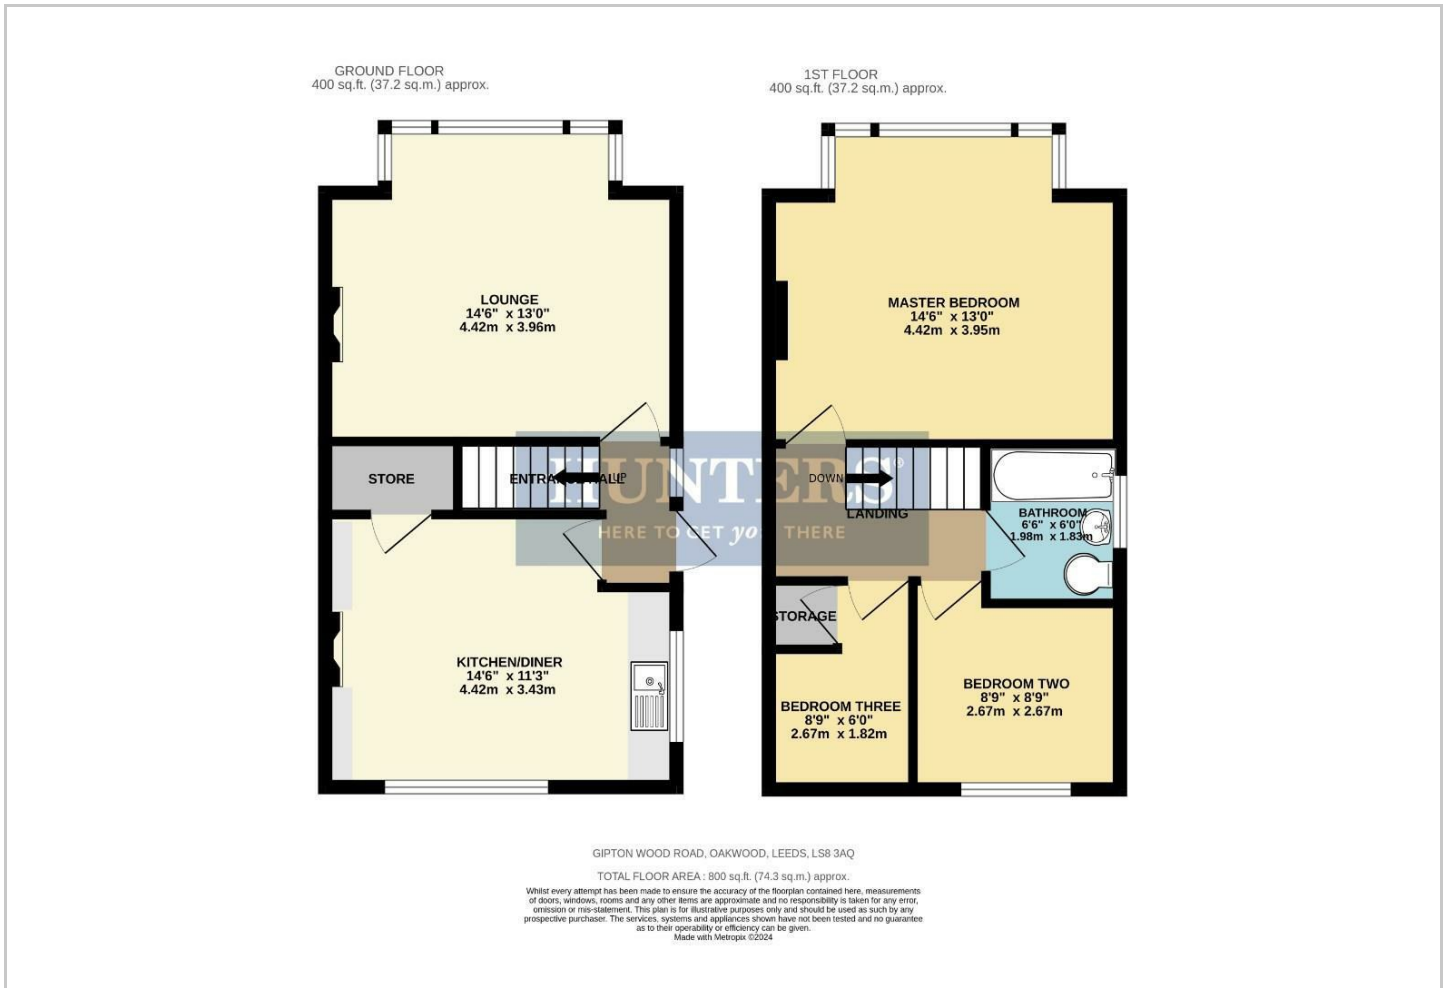 GROUND FLOOR
400 sq.ft. (37.2 sq.m.) approx.
LOUNGE
14'6" x 13'0"
4.42m x 3.96m
STORE
ENTRANCE HALL
UP
KITCHEN/DINER
14'6" x 11'3"
4.42m x 3.43m
1ST FLOOR
400 sq.ft. (37.2 sq.m.) approx.
MASTER BEDROOM
14'6" x 13'0"
4.42m x 3.95m
DOWN
LANDING
BATHROOM
6'6" x 6'0"
1.98m x 1.83m
STORAGE
BEDROOM THREE
8'9" x 6'0"
2.67m x 1.82m
BEDROOM TWO
8'9" x 8'9"
2.67m x 2.67m
HUNTERS®
HERE TO GET you THERE
GIPTON WOOD ROAD, OAKWOOD, LEEDS, LS8 3AQ
TOTAL FLOOR AREA : 800 sq.ft. (74.3 sq.m.) approx.
Whilst every attempt has been made to ensure the accuracy of the floorplan contained here, measurements
of doors, windows, rooms and any other items are approximate and no responsibility is taken for any error,
omission or mis-statement. This plan is for illustrative purposes only and should be used as such by any
prospective purchaser. The services, systems and appliances shown have not been tested and no guarantee
as to their operability or efficiency can be given.
Made with Metropix ©2024